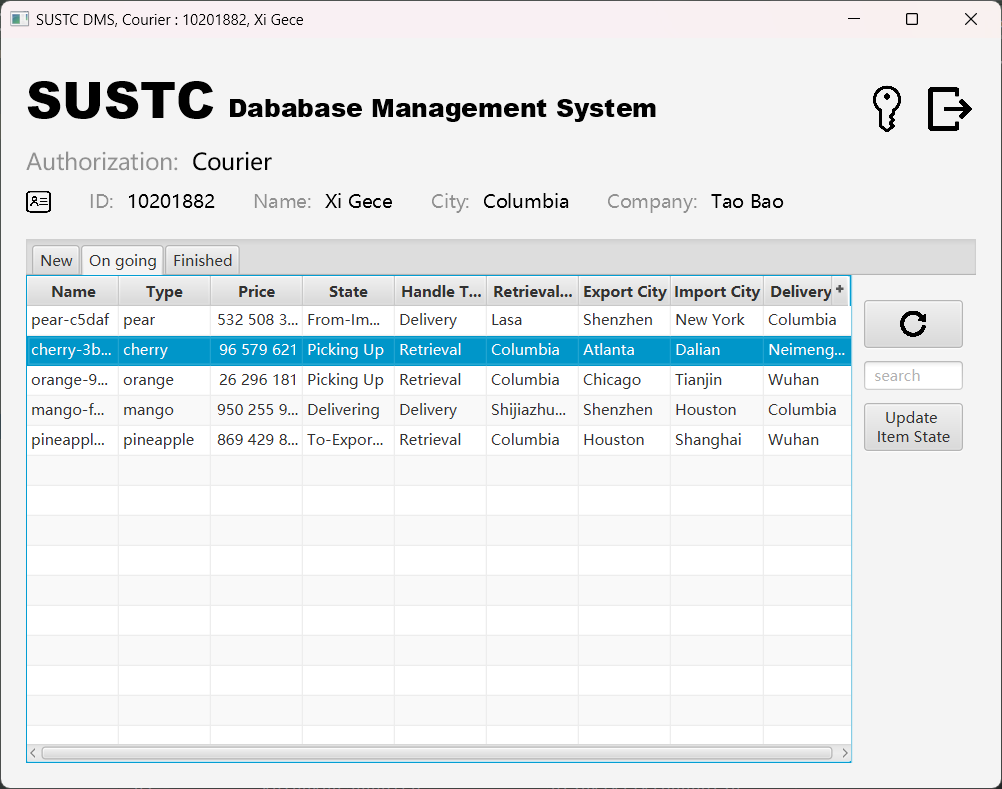 SUSTC DMS, Courier : 10201882, Xi Gece
SUSTC Dababase Management System
Authorization: Courier
ID: 10201882 Name: Xi Gece City: Columbia Company: Tao Bao
New On going Finished
Name Type Price State Handle T... Retrieval... Export City Import City Delivery +
pear-c5daf pear 532 508 3... From-Im... Delivery Lasa Shenzhen New York Columbia
cherry-3b... cherry 96 579 621 Picking Up Retrieval Columbia Atlanta Dalian Neimeng...
orange-9... orange 26 296 181 Picking Up Retrieval Columbia Chicago Tianjin Wuhan
mango-f... mango 950 255 9... Delivering Delivery Shijiazhu... Shenzhen Houston Columbia
pineappl... pineapple 869 429 8... To-Expor... Retrieval Columbia Houston Shanghai Wuhan
search
Update
Item State